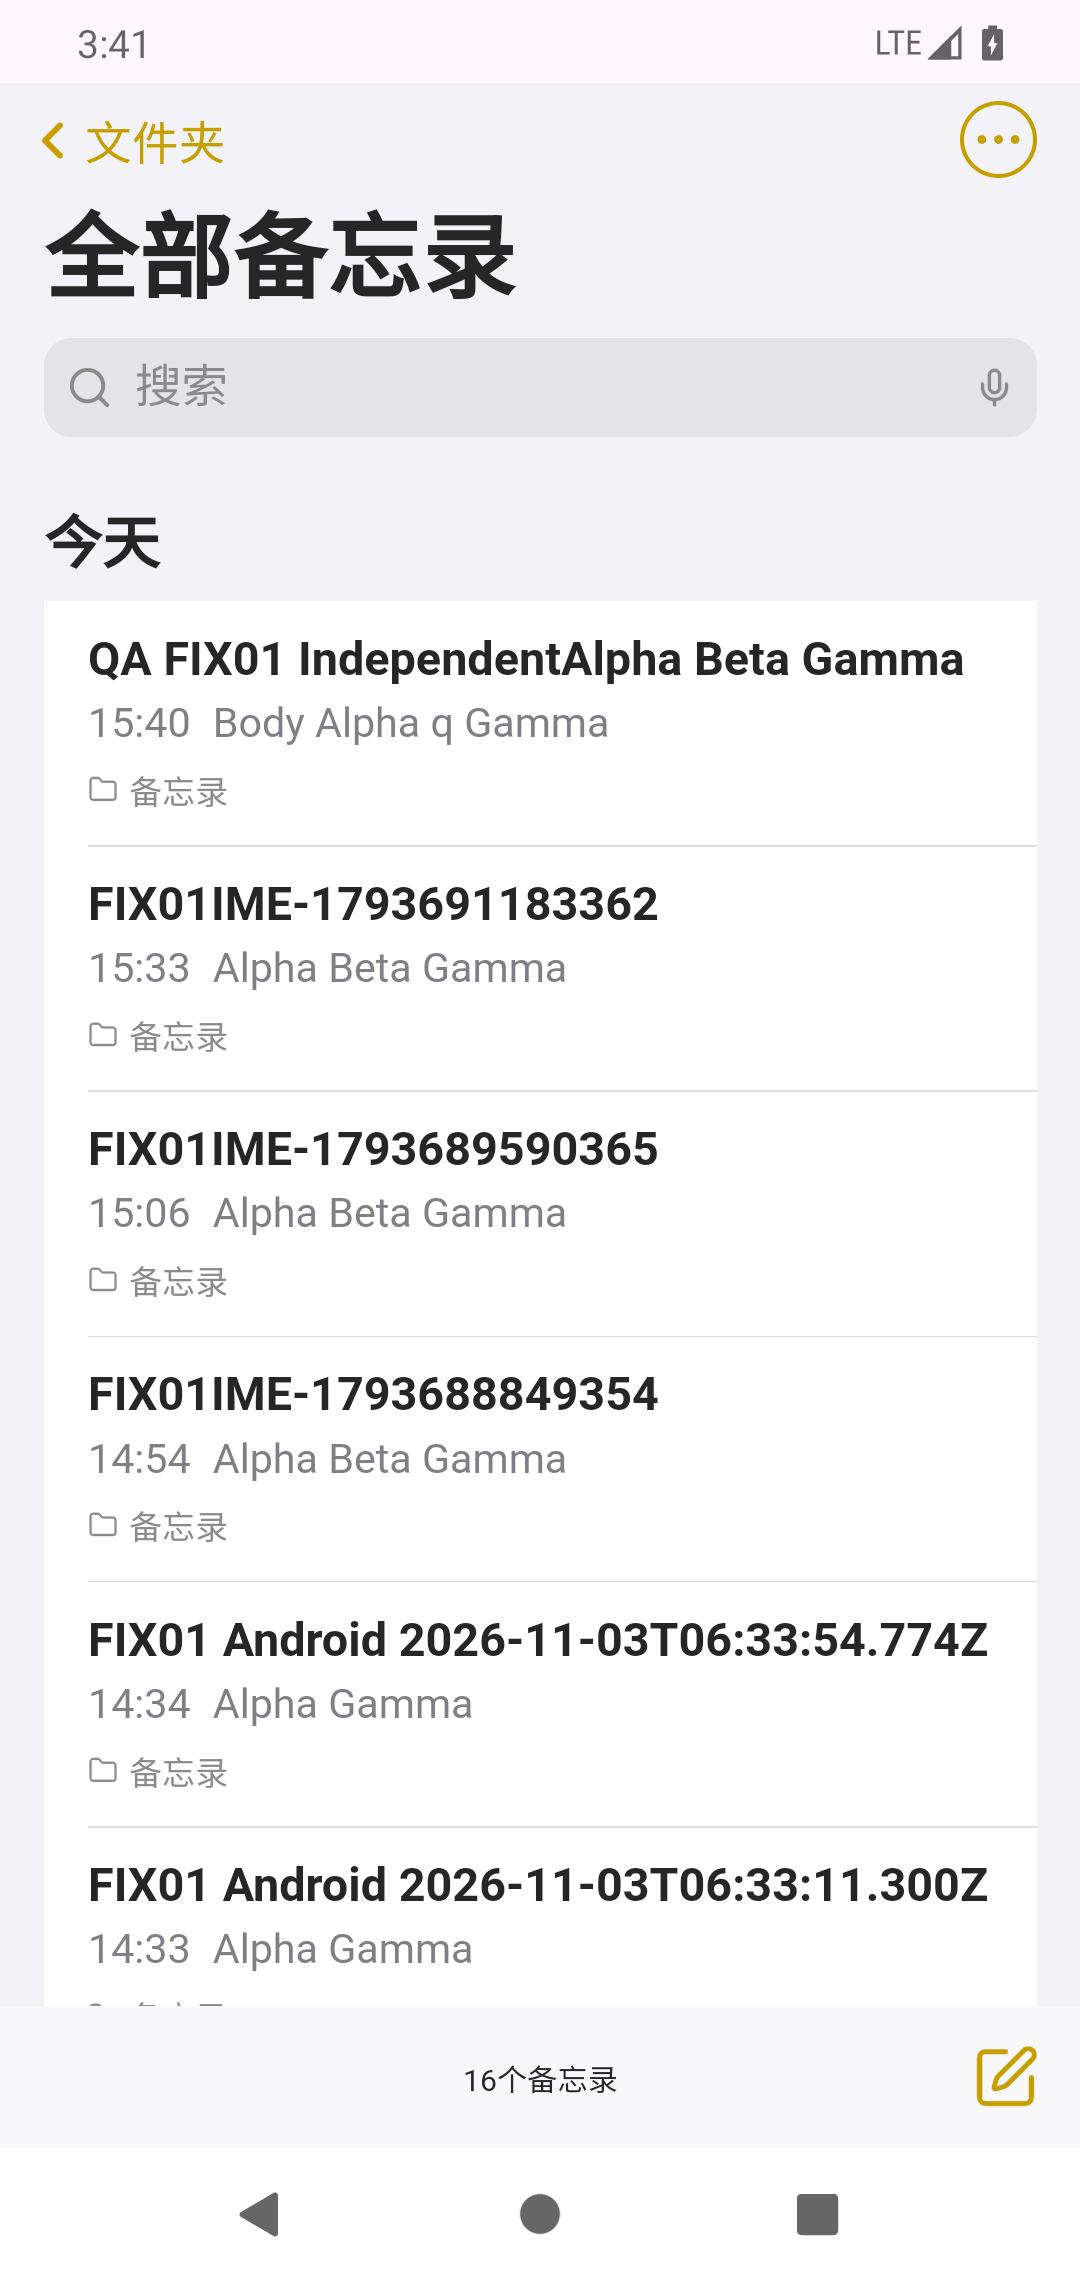 3:41
LTE
文件夹
全部备忘录
搜索
今天
QA FIX01 IndependentAlpha Beta Gamma
15:40 Body Alpha q Gamma
备忘录
FIX01IME-1793691183362
15:33 Alpha Beta Gamma
备忘录
FIX01IME-1793689590365
15:06 Alpha Beta Gamma
备忘录
FIX01IME-1793688849354
14:54 Alpha Beta Gamma
备忘录
FIX01 Android 2026-11-03T06:33:54.774Z
14:34 Alpha Gamma
备忘录
FIX01 Android 2026-11-03T06:33:11.300Z
14:33 Alpha Gamma
16个备忘录